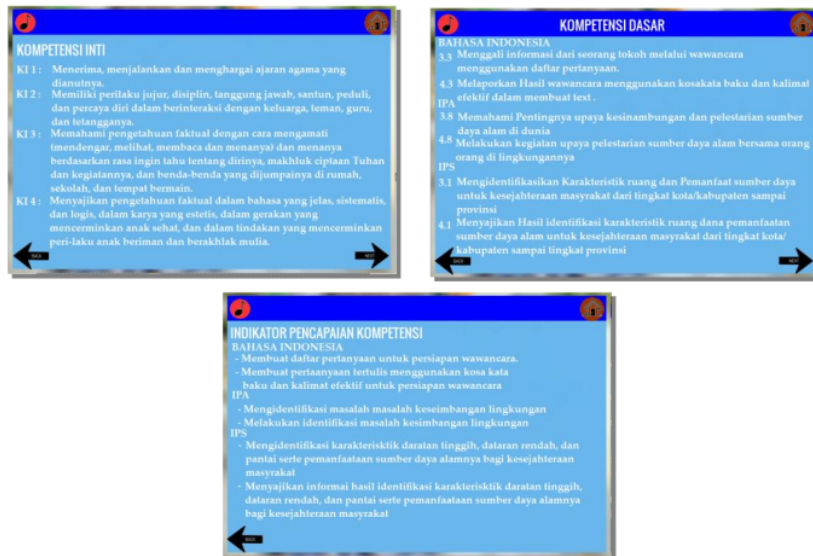 KOMPETENSI INTI
KI 1 : Menerima, menjalankan dan menghargai ajaran agama yang
dianutnya.
KI 2 : Memiliki perilaku jujur, disiplin, tanggung jawab, santun, peduli,
dan percaya diri dalam berinteraksi dengan keluarga, teman, guru,
dan tetangganya.
KI 3 : Memahami pengetahuan faktual dengan cara mengamati
(mendengar, melihat, membaca dan menanya) dan menanya
berdasarkan rasa ingin tahu tentang dirinya, makhluk ciptaan Tuhan
dan kegiatannya, dan benda-benda yang dijumpainya di rumah,
sekolah, dan tempat bermain.
KI 4 : Menyajikan pengetahuan faktual dalam bahasa yang jelas, sistematis,
dan logis, dalam karya yang estetis, dalam gerakan yang
mencerminkan anak sehat, dan dalam tindakan yang mencerminkan
peri-laku anak beriman dan berakhlak mulia.
BACK
NEXT
KOMPETENSI DASAR
BAHASA INDONESIA
3.3 Menggali informasi dari seorang tokoh melalui wawancara
menggunakan daftar pertanyaan.
4.3 Melaporkan Hasil wawancara menggunakan kosakata baku dan kalimat
efektif dalam membuat text .
IPA
3.8 Memahami Pentingnya upaya kesinambungan dan pelestarian sumber
daya alam di dunia
4.8 Melakukan kegiatan upaya pelestarian sumber daya alam bersama orang
orang di lingkungannya
IPS
3.1 Mengidentifikasikan Karakteristik ruang dan Pemanfaat sumber daya
untuk kesejahteraan masyrakat dari tingkat kota/kabupaten sampai
provinsi
4.1 Menyajikan Hasil identifikasi karakteristik ruang dana pemanfaatan
sumber daya alam untuk kesejahteraan masyrakat dari tingkat kota/
kabupaten sampai tingkat provinsi
BACK
NEXT
INDIKATOR PENCAPAIAN KOMPETENSI
BAHASA INDONESIA
- Membuat daftar pertanyaan untuk persiapan wawancara.
- Membuat pertaanyaan tertulis menggunakan kosa kata
baku dan kalimat efektif untuk persiapan wawancara
IPA
- Mengidentifikasi masalah masalah keseimbangan lingkungan
- Melakukan identifikasi masalah kesimbangan lingkungan
IPS
- Mengidentifikasi karakterisktik daratan tinggih, dataran rendah, dan
pantai serte pemanfaataan sumber daya alamnya bagi kesejahteraan
masyrakat
- Menyajikan informai hasil identifikasi karakterisktik daratan tinggih,
dataran rendah, dan pantai serte pemanfaataan sumber daya alamnya
bagi kesejahteraan masyrakat
BACK